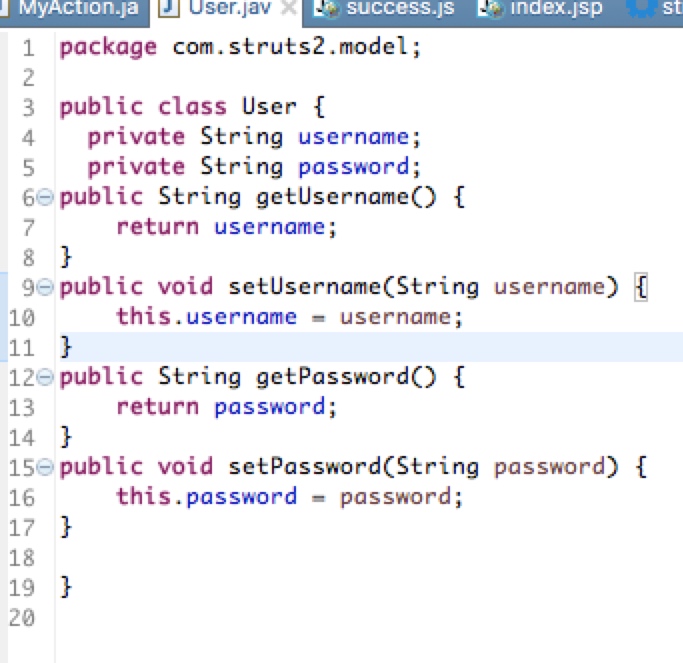 MyAction.ja User.jav success.js index.jsp st
1 package com.struts2.model;
2
3 public class User {
4 private String username;
5 private String password;
6 public String getUsername() {
7 return username;
8 }
9 public void setUsername(String username) {
10 this.username = username;
11 }
12 public String getPassword() {
13 return password;
14 }
15 public void setPassword(String password) {
16 this.password = password;
17 }
18
19 }
20